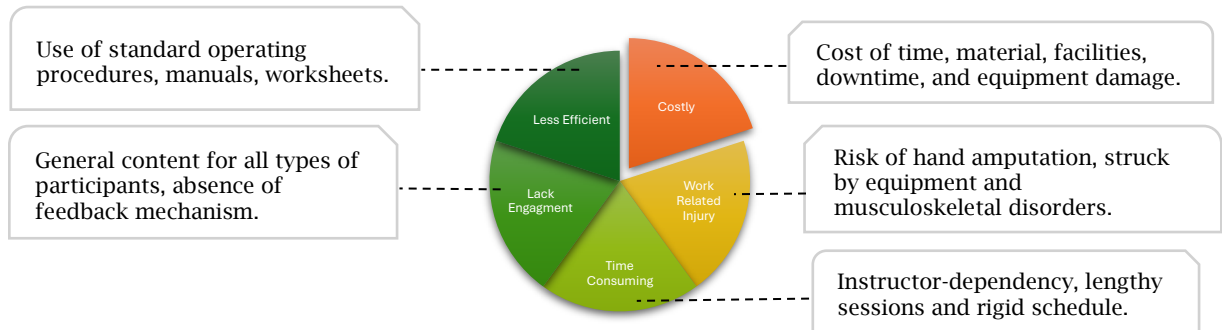 Use of standard operating
procedures, manuals, worksheets.
General content for all types of
participants, absence of
feedback mechanism.
Less Efficient
Costly
Lack
Engagment
Work
Related
Injury
Time
Consuming
Cost of time, material, facilities,
downtime, and equipment damage.
Risk of hand amputation, struck
by equipment and
musculoskeletal disorders.
Instructor-dependency, lengthy
sessions and rigid schedule.